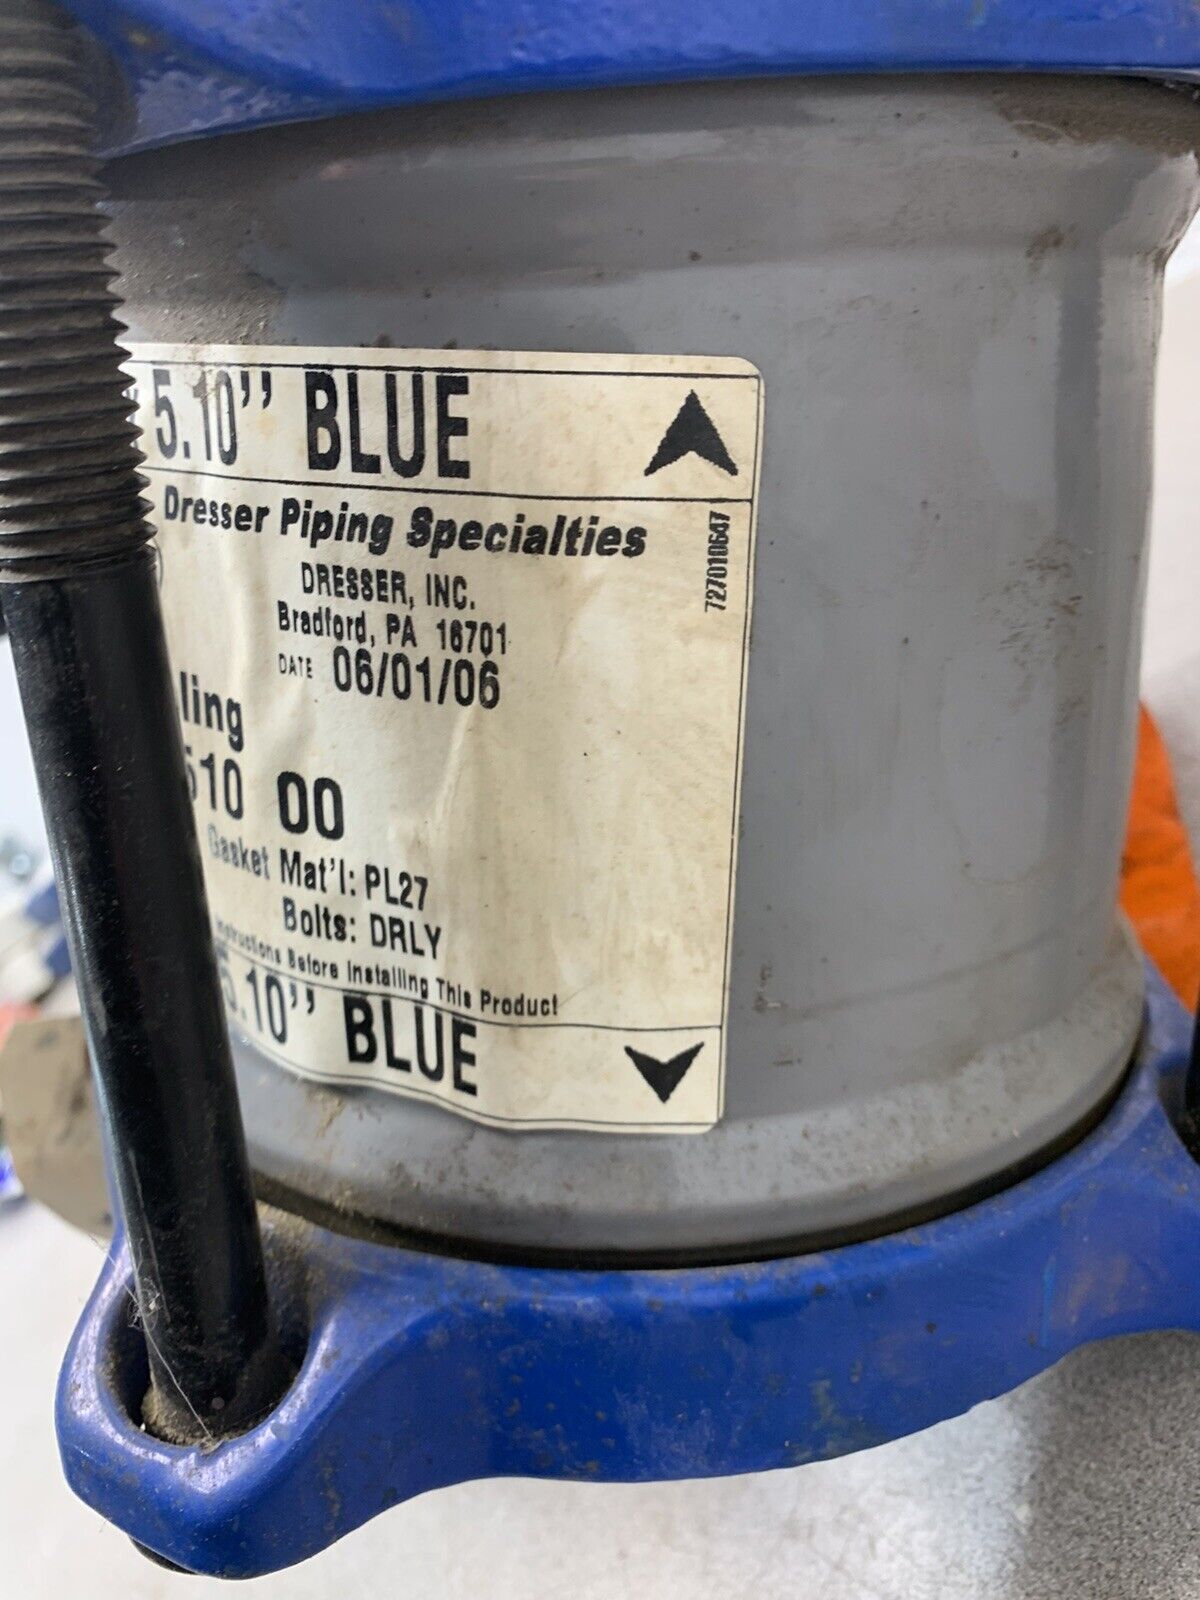 5.10'' BLUE
Dresser Piping Specialties
DRESSER, INC.
Bradford, PA 16701
DATE 06/01/06
727010647
ling
510 00
Gasket Mat'l: PL27
Bolts: DRLY
Instructions Before Installing This Product
5.10'' BLUE